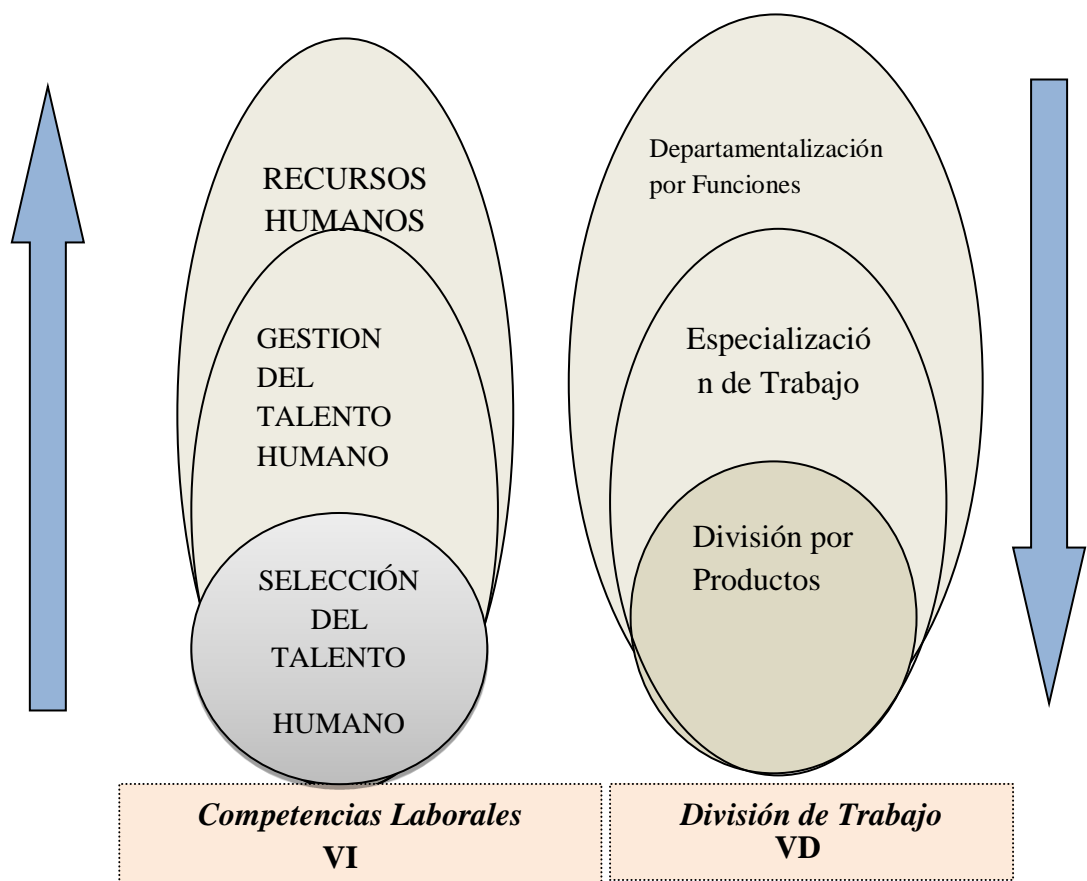 RECURSOS
HUMANOS
GESTION
DEL
TALENTO
HUMANO
SELECCIÓN
DEL
TALENTO
HUMANO
Departamentalización
por Funciones
Especializació
n de Trabajo
División por
Productos
Competencias Laborales
VI
División de Trabajo
VD